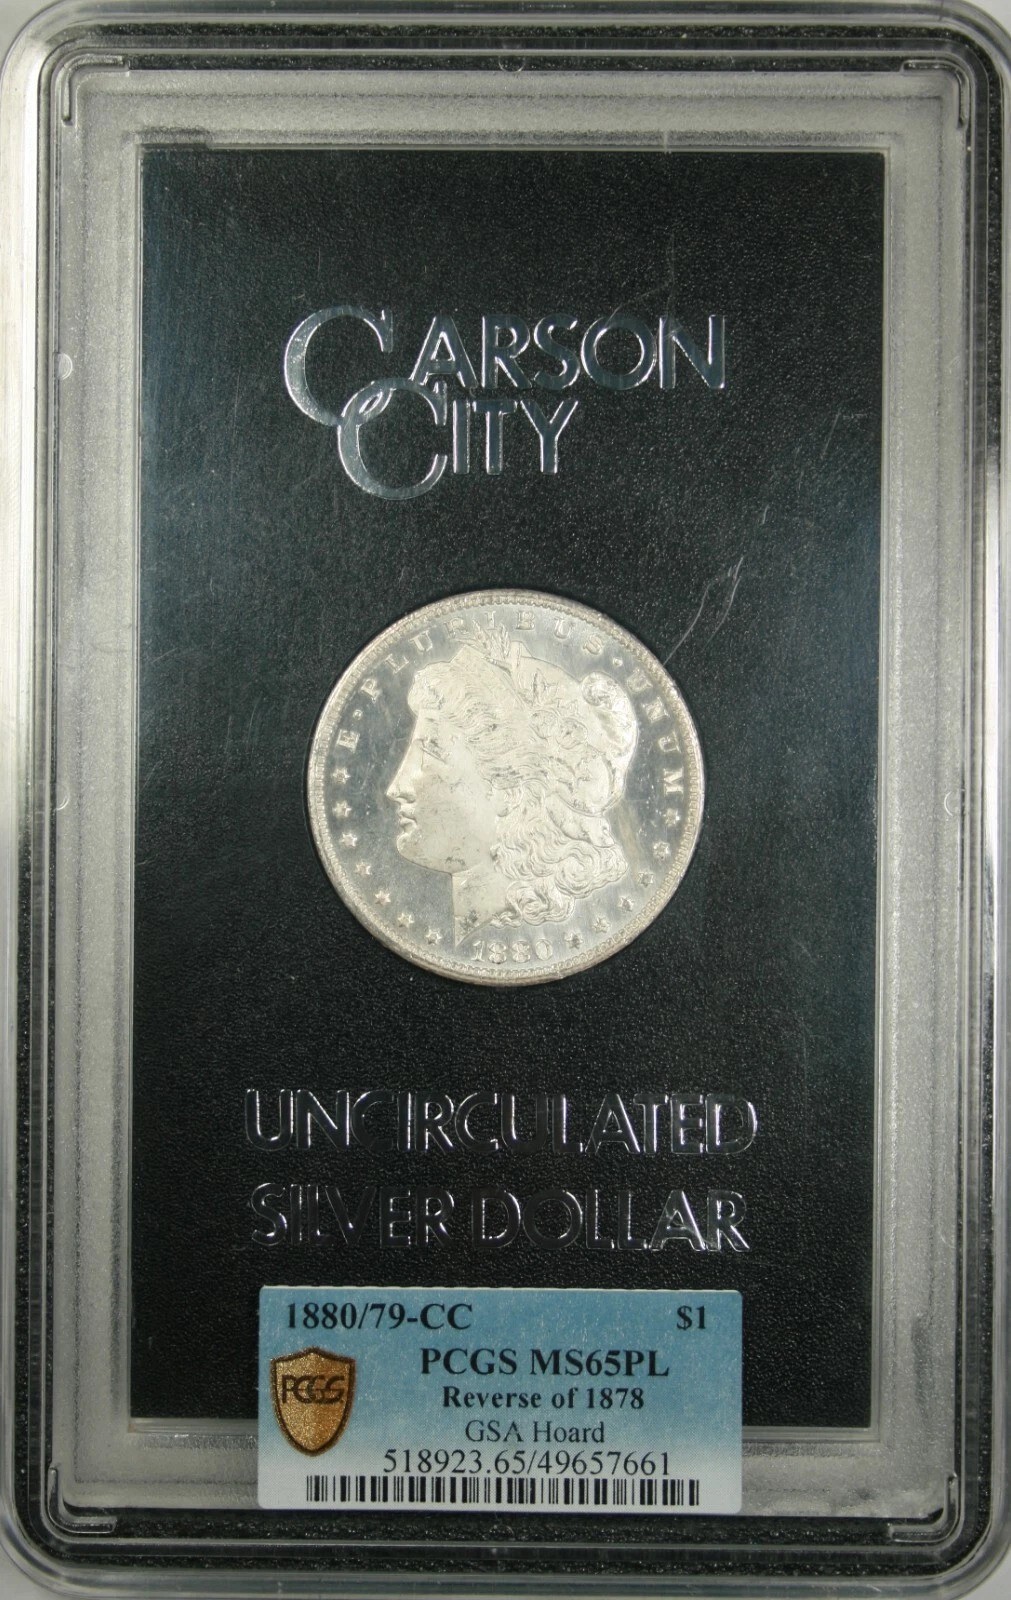 CARSON
CITY
E · PLURIBUS · UNUM
1880
UNCIRCULATED
SILVER DOLLAR
1880/79-CC $1
PCGS MS65PL
Reverse of 1878
PCGS
GSA Hoard
518923.65/49657661